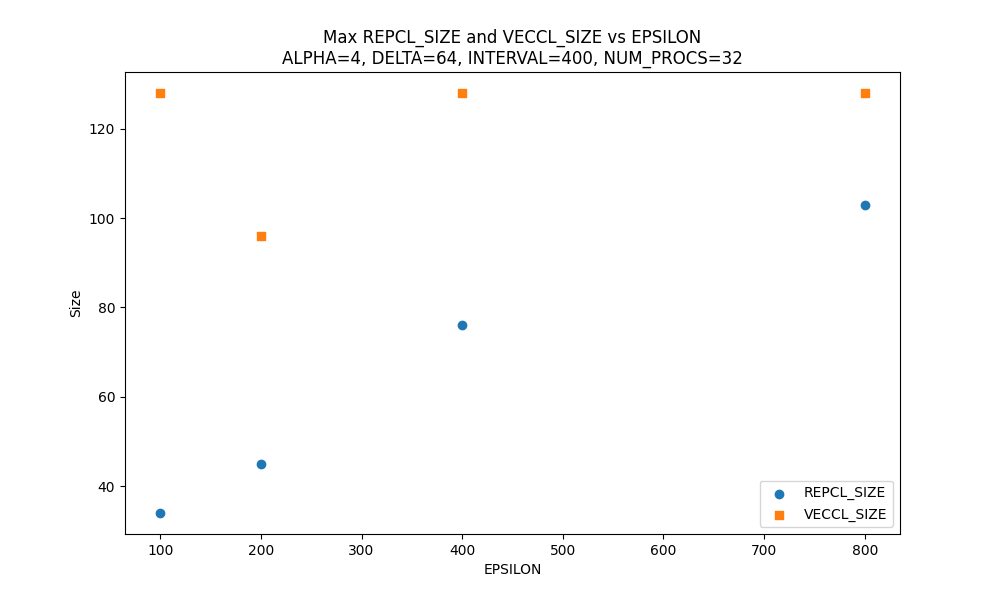 Max REPCL_SIZE and VECCL_SIZE vs EPSILON
ALPHA=4, DELTA=64, INTERVAL=400, NUM_PROCS=32
120
100
80
60
40
Size
100 200 300 400 500 600 700 800
EPSILON
REPCL_SIZE
VECCL_SIZE